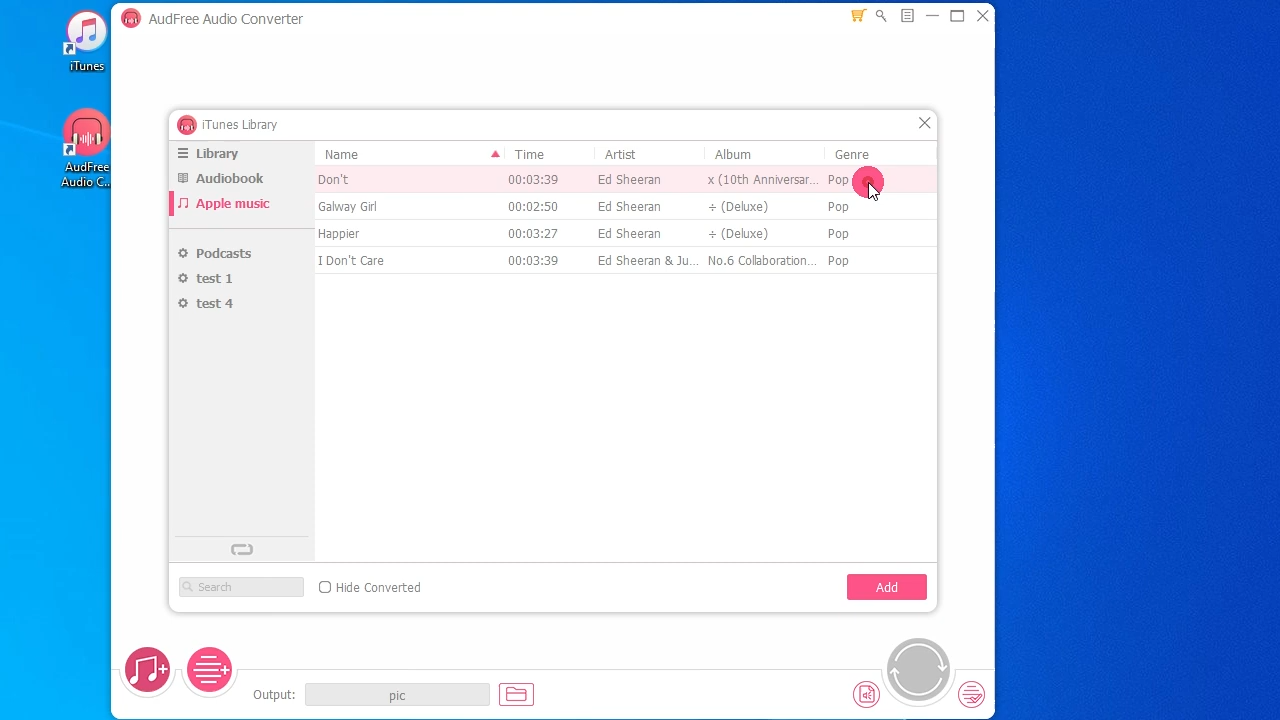 iTunes
AudFree
Audio C...
AudFree Audio Converter
iTunes Library
Library
Audiobook
Apple music
Podcasts
test 1
test 4
Name Time Artist Album Genre
Don't 00:03:39 Ed Sheeran x (10th Anniversar... Pop
Galway Girl 00:02:50 Ed Sheeran ÷ (Deluxe) Pop
Happier 00:03:27 Ed Sheeran ÷ (Deluxe) Pop
I Don't Care 00:03:39 Ed Sheeran & Ju... No.6 Collaboration... Pop
Search
Hide Converted
Add
Output: pic